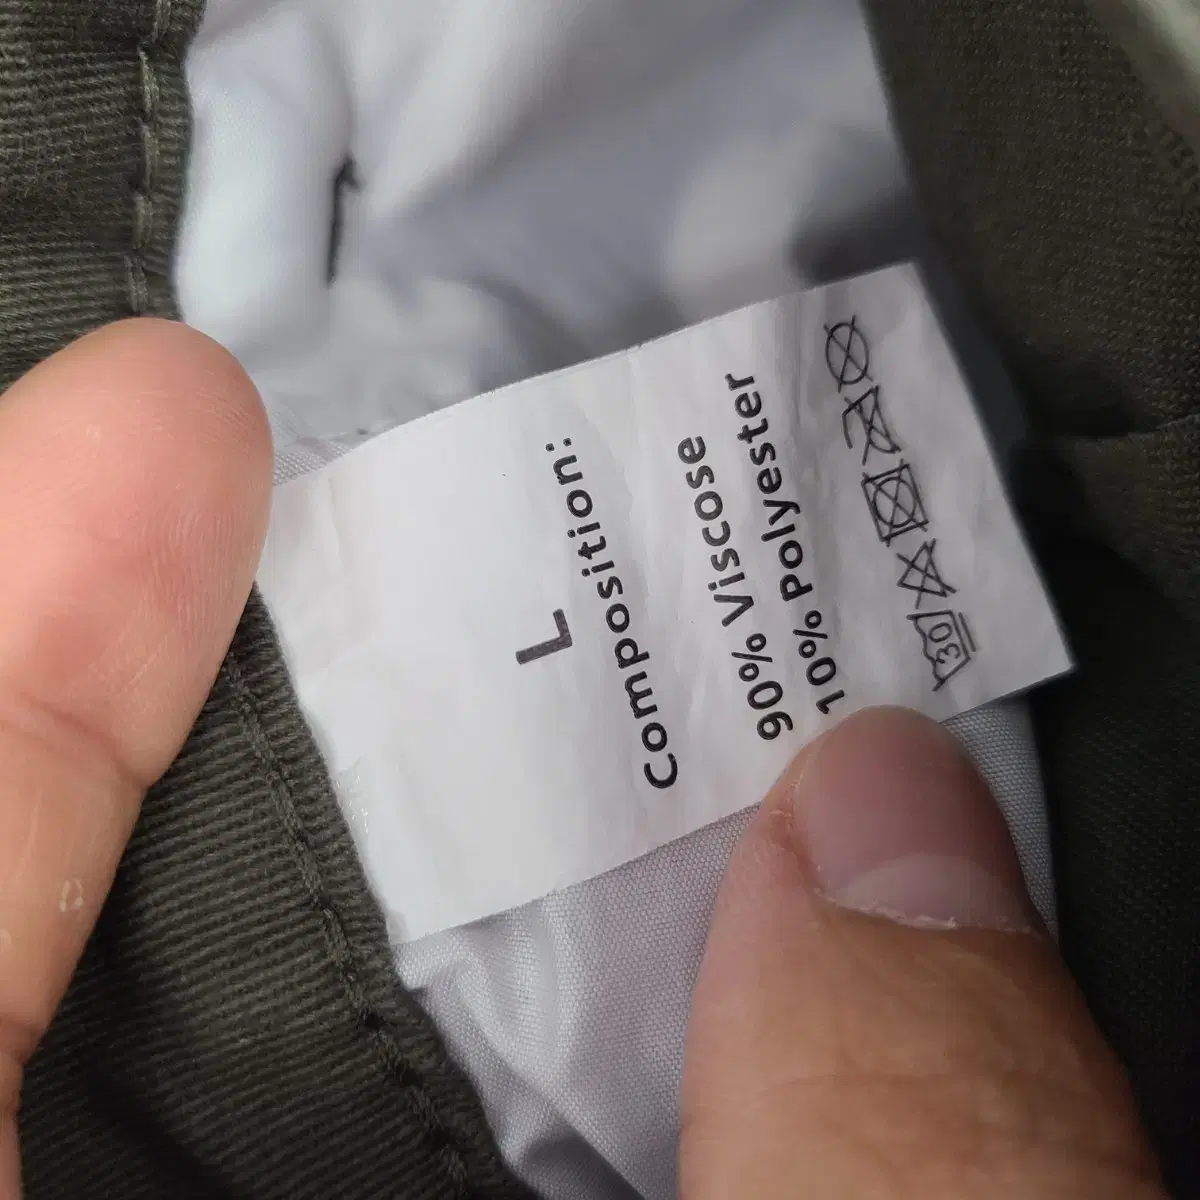 L
Composition:
90% Viscose
10% Polyester
30